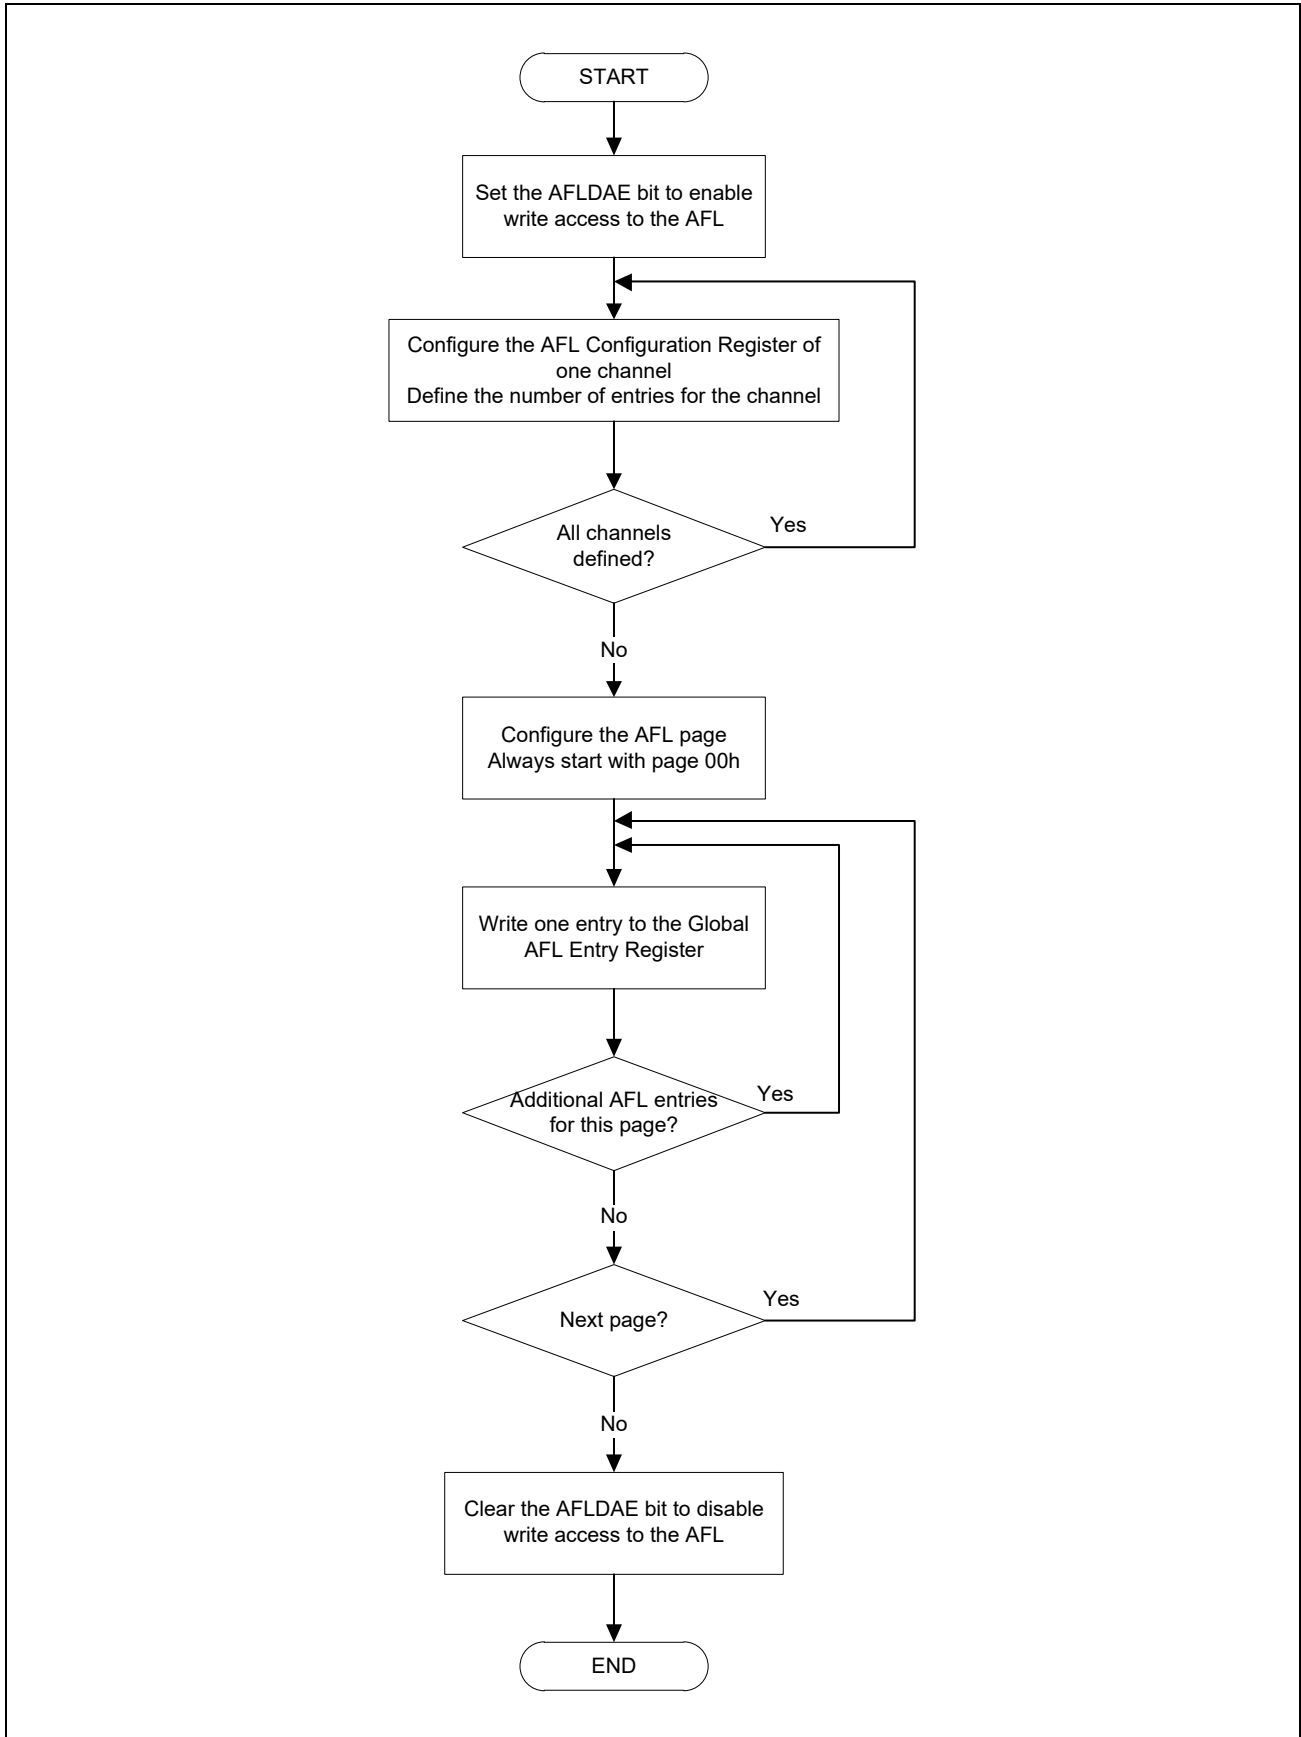 START
Set the AFLDAE bit to enable
write access to the AFL
Configure the AFL Configuration Register of
one channel
Define the number of entries for the channel
All channels
defined?
Yes
No
Configure the AFL page
Always start with page 00h
Write one entry to the Global
AFL Entry Register
Additional AFL entries
for this page?
Yes
No
Next page?
Yes
No
Clear the AFLDAE bit to disable
write access to the AFL
END